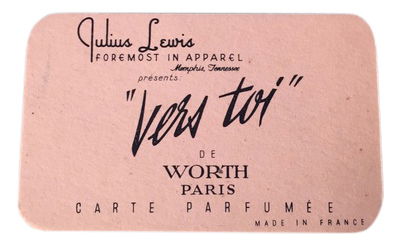 Julius Lewis
FOREMOST IN APPAREL
Memphis, Tennessee
présents
"Vers toi"
DE
WORTH
PARIS
CARTE PARFUMÉE
MADE IN FRANCE